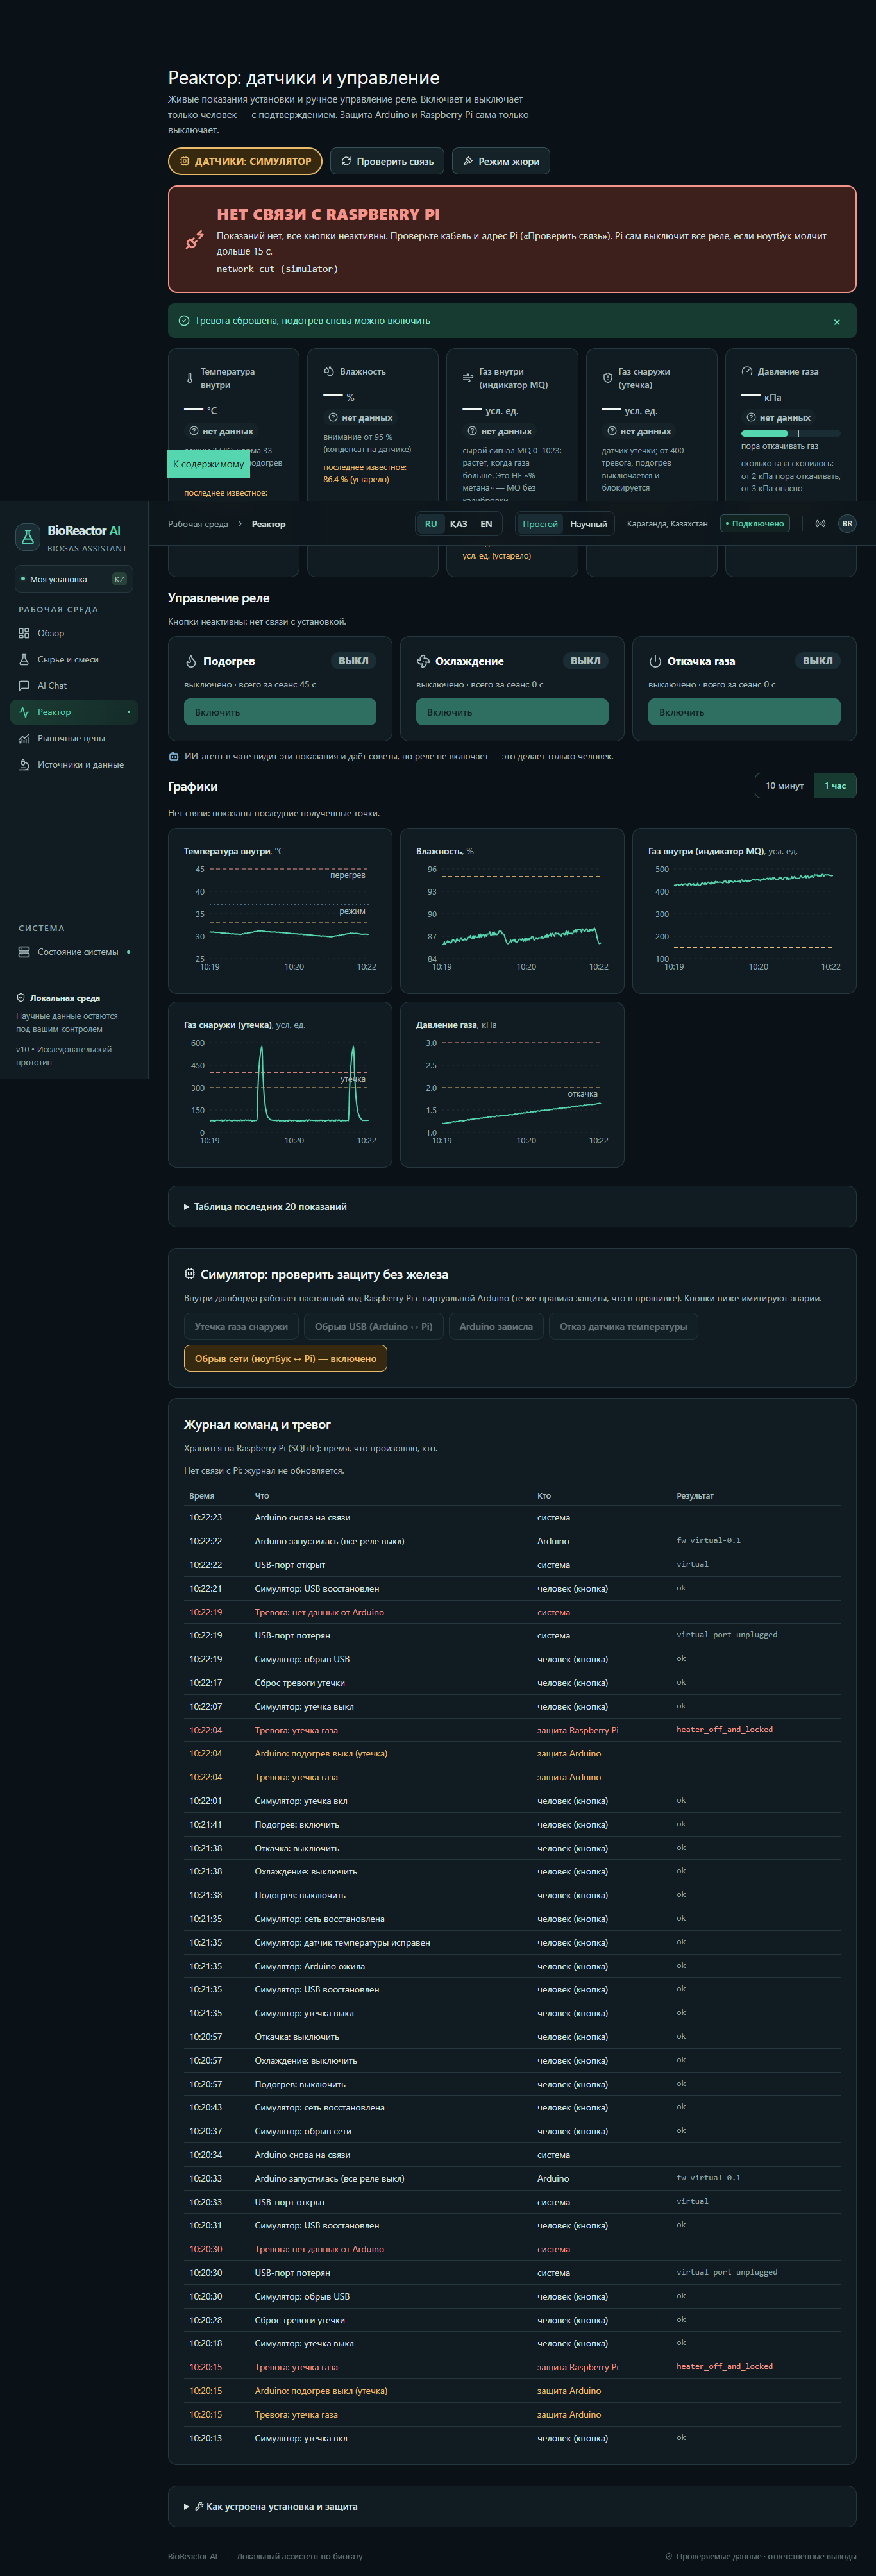 Реактор: датчики и управление
Живые показания установки и ручное управление реле. Включает и выключает
только человек — с подтверждением. Защита Arduino и Raspberry Pi сама только
выключает.
ДАТЧИКИ: СИМУЛЯТОР
Проверить связь
Режим жюри
НЕТ СВЯЗИ С RASPBERRY PI
Показаний нет, все кнопки неактивны. Проверьте кабель и адрес Pi («Проверить связь»). Pi сам выключит все реле, если ноутбук молчит
дольше 15 с.
network cut (simulator)
Тревога сброшена, подогрев снова можно включить
×
Температура
внутри
— °C
нет данных
последнее известное:
Влажность
— %
нет данных
внимание от 95 %
(конденсат на датчике)
последнее известное:
86.4 % (устарело)
Газ внутри
(индикатор MQ)
— усл. ед.
нет данных
сырой сигнал MQ 0–1023:
растёт, когда газа
больше. Это НЕ «%
метана» — MQ без
калибровки
усл. ед. (устарело)
Газ снаружи
(утечка)
— усл. ед.
нет данных
датчик утечки; от 400 —
тревога, подогрев
выключается и
блокируется
Давление газа
— кПа
нет данных
пора откачивать газ
сколько газа скопилось:
от 2 кПа пора откачивать,
от 3 кПа опасно
К содержимому
BioReactor AI
BIOGAS ASSISTANT
Моя установка KZ
РАБОЧАЯ СРЕДА
Обзор
Сырьё и смеси
AI Chat
Реактор
Рыночные цены
Источники и данные
СИСТЕМА
Состояние системы
Локальная среда
Научные данные остаются
под вашим контролем
v10 • Исследовательский
прототип
Рабочая среда > Реактор
RU ҚАЗ EN
Простой Научный
Караганда, Казахстан
• Подключено
BR
Управление реле
Кнопки неактивны: нет связи с установкой.
Подогрев ВЫКЛ
выключено · всего за сеанс 45 с
Включить
Охлаждение ВЫКЛ
выключено · всего за сеанс 0 с
Включить
Откачка газа ВЫКЛ
выключено · всего за сеанс 0 с
Включить
ИИ-агент в чате видит эти показания и даёт советы, но реле не включает — это делает только человек.
Графики
10 минут 1 час
Нет связи: показаны последние полученные точки.
Температура внутри, °C
45
перегрев
40
35
режим
30
25
10:19 10:20 10:22
Влажность, %
96
93
90
87
84
10:19 10:20 10:22
Газ внутри (индикатор MQ), усл. ед.
500
400
300
200
100
10:19 10:20 10:22
Газ снаружи (утечка), усл. ед.
600
450
утечка
300
150
0
10:19 10:20 10:22
Давление газа, кПа
3.0
2.5
2.0
откачка
1.5
1.0
10:19 10:20 10:22
Таблица последних 20 показаний
Симулятор: проверить защиту без железа
Внутри дашборда работает настоящий код Raspberry Pi с виртуальной Arduino (те же правила защиты, что в прошивке). Кнопки ниже имитируют аварии.
Утечка газа снаружи
Обрыв USB (Arduino ↔ Pi)
Arduino зависла
Отказ датчика температуры
Обрыв сети (ноутбук ↔ Pi) — включено
Журнал команд и тревог
Хранится на Raspberry Pi (SQLite): время, что произошло, кто.
Нет связи с Pi: журнал не обновляется.
Время Что Кто Результат
10:22:23 Arduino снова на связи система
10:22:22 Arduino запустилась (все реле выкл) Arduino fw virtual-0.1
10:22:22 USB-порт открыт система virtual
10:22:21 Симулятор: USB восстановлен человек (кнопка) ok
10:22:19 Тревога: нет данных от Arduino система
10:22:19 USB-порт потерян система virtual port unplugged
10:22:19 Симулятор: обрыв USB человек (кнопка) ok
10:22:17 Сброс тревоги утечки человек (кнопка) ok
10:22:07 Симулятор: утечка выкл человек (кнопка) ok
10:22:04 Тревога: утечка газа защита Raspberry Pi heater_off_and_locked
10:22:04 Arduino: подогрев выкл (утечка) защита Arduino
10:22:04 Тревога: утечка газа защита Arduino
10:22:01 Симулятор: утечка вкл человек (кнопка) ok
10:21:41 Подогрев: включить человек (кнопка) ok
10:21:38 Откачка: выключить человек (кнопка) ok
10:21:38 Охлаждение: выключить человек (кнопка) ok
10:21:38 Подогрев: выключить человек (кнопка) ok
10:21:35 Симулятор: сеть восстановлена человек (кнопка) ok
10:21:35 Симулятор: датчик температуры исправен человек (кнопка) ok
10:21:35 Симулятор: Arduino ожила человек (кнопка) ok
10:21:35 Симулятор: USB восстановлен человек (кнопка) ok
10:21:35 Симулятор: утечка выкл человек (кнопка) ok
10:20:57 Откачка: выключить человек (кнопка) ok
10:20:57 Охлаждение: выключить человек (кнопка) ok
10:20:57 Подогрев: выключить человек (кнопка) ok
10:20:43 Симулятор: сеть восстановлена человек (кнопка) ok
10:20:37 Симулятор: обрыв сети человек (кнопка) ok
10:20:34 Arduino снова на связи система
10:20:33 Arduino запустилась (все реле выкл) Arduino fw virtual-0.1
10:20:33 USB-порт открыт система virtual
10:20:31 Симулятор: USB восстановлен человек (кнопка) ok
10:20:30 Тревога: нет данных от Arduino система
10:20:30 USB-порт потерян система virtual port unplugged
10:20:30 Симулятор: обрыв USB человек (кнопка) ok
10:20:28 Сброс тревоги утечки человек (кнопка) ok
10:20:18 Симулятор: утечка выкл человек (кнопка) ok
10:20:15 Тревога: утечка газа защита Raspberry Pi heater_off_and_locked
10:20:15 Arduino: подогрев выкл (утечка) защита Arduino
10:20:15 Тревога: утечка газа защита Arduino
10:20:13 Симулятор: утечка вкл человек (кнопка) ok
Как устроена установка и защита
BioReactor AI Локальный ассистент по биогазу
Проверяемые данные · ответственные выводы